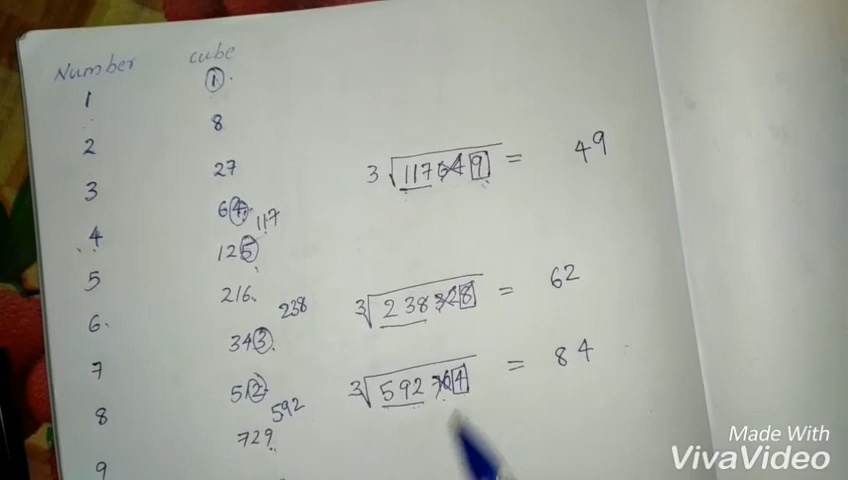 Number cube
1 1
2 8
3 27
4 64
117
5 125
6 216
238
7 343
8 512
592
9 729
3√117649 = 49
3√238328 = 62
3√592704 = 84
Made With
VivaVideo